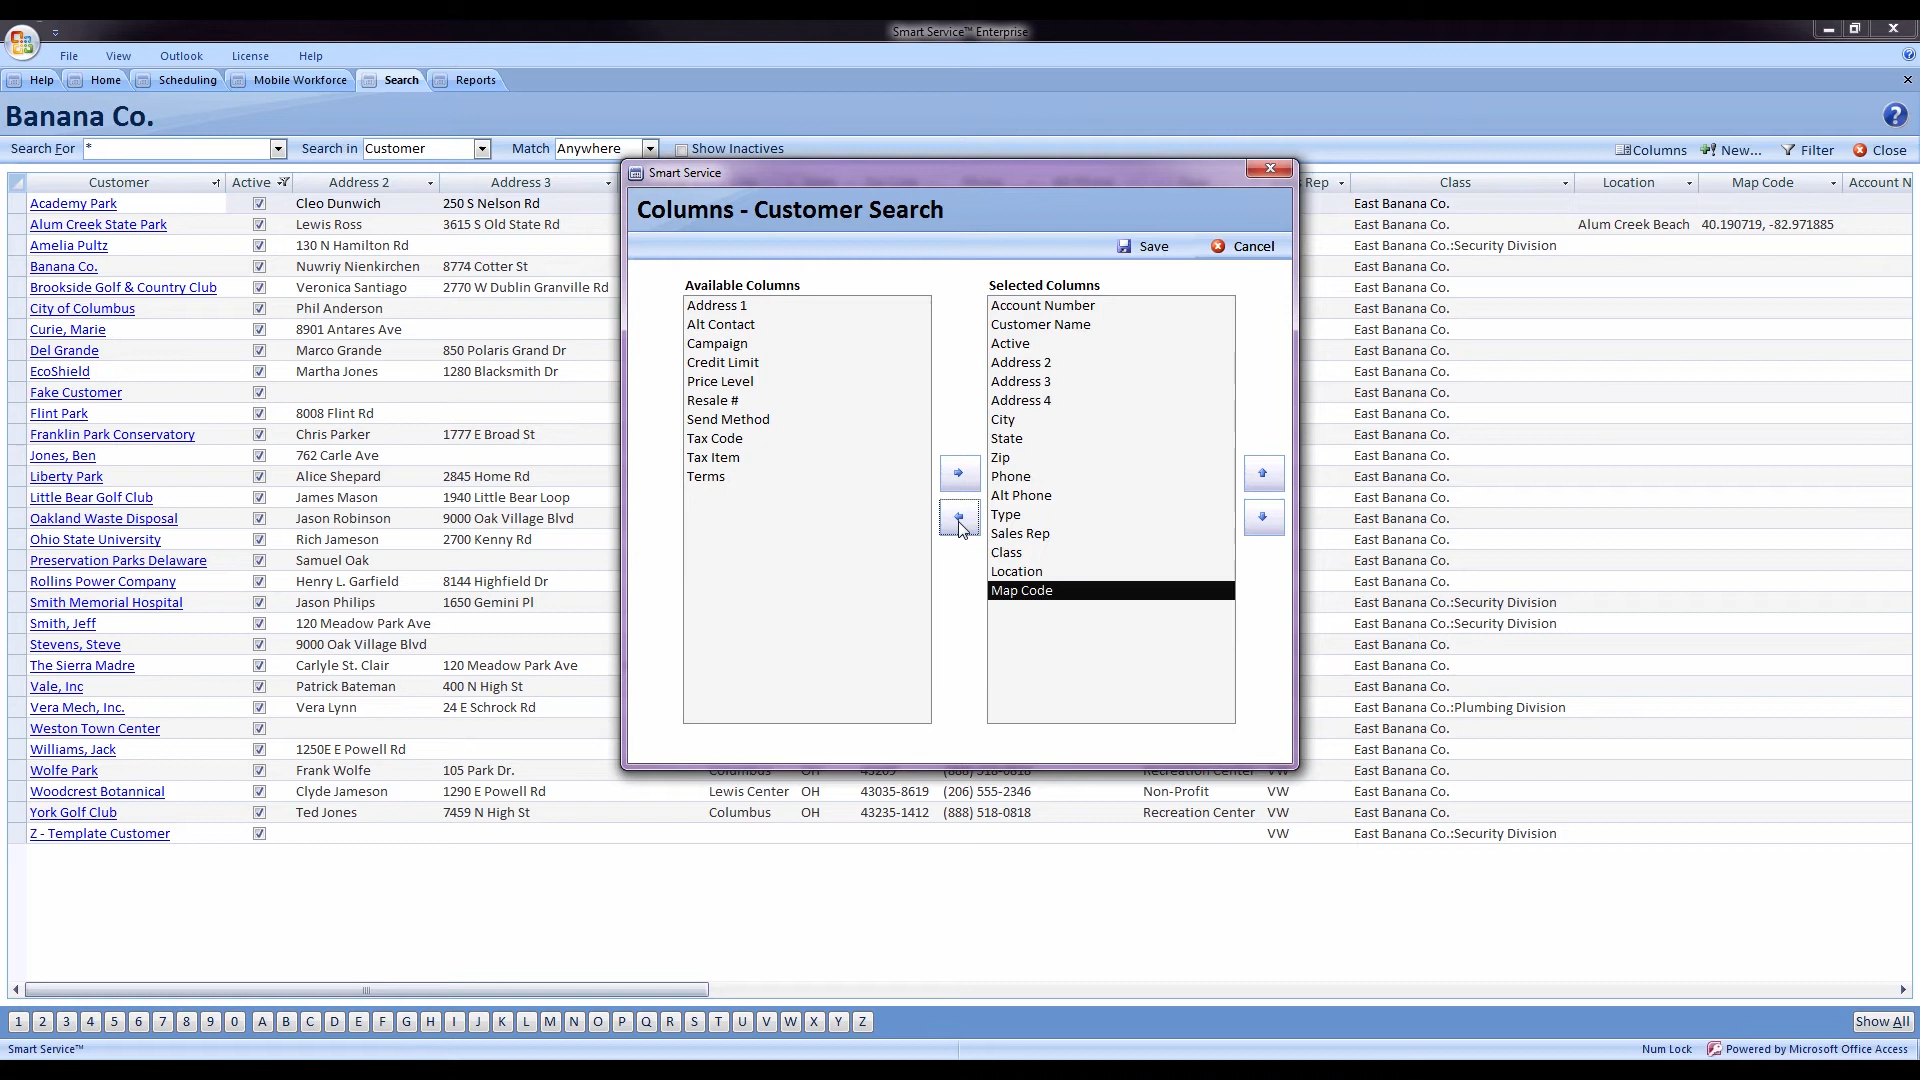 Smart Service™ Enterprise
File View Outlook License Help
Help Home Scheduling Mobile Workforce Search Reports
Banana Co.
Search For * Search in Customer Match Anywhere Show Inactives Columns New... Filter Close
Customer Active Address 2 Address 3 Rep Class Location Map Code Account N
Academy Park Cleo Dunwich 250 S Nelson Rd East Banana Co.
Alum Creek State Park Lewis Ross 3615 S Old State Rd East Banana Co. Alum Creek Beach 40.190719, -82.971885
Amelia Pultz 130 N Hamilton Rd East Banana Co.:Security Division
Banana Co. Nuwriy Nienkirchen 8774 Cotter St East Banana Co.
Brookside Golf & Country Club Veronica Santiago 2770 W Dublin Granville Rd East Banana Co.
City of Columbus Phil Anderson East Banana Co.
Curie, Marie 8901 Antares Ave East Banana Co.
Del Grande Marco Grande 850 Polaris Grand Dr East Banana Co.
EcoShield Martha Jones 1280 Blacksmith Dr East Banana Co.
Fake Customer East Banana Co.
Flint Park 8008 Flint Rd East Banana Co.
Franklin Park Conservatory Chris Parker 1777 E Broad St East Banana Co.
Jones, Ben 762 Carle Ave East Banana Co.
Liberty Park Alice Shepard 2845 Home Rd East Banana Co.
Little Bear Golf Club James Mason 1940 Little Bear Loop East Banana Co.
Oakland Waste Disposal Jason Robinson 9000 Oak Village Blvd East Banana Co.
Ohio State University Rich Jameson 2700 Kenny Rd East Banana Co.
Preservation Parks Delaware Samuel Oak East Banana Co.
Rollins Power Company Henry L. Garfield 8144 Highfield Dr East Banana Co.
Smith Memorial Hospital Jason Philips 1650 Gemini Pl East Banana Co.:Security Division
Smith, Jeff 120 Meadow Park Ave East Banana Co.:Security Division
Stevens, Steve 9000 Oak Village Blvd East Banana Co.
The Sierra Madre Carlyle St. Clair 120 Meadow Park Ave East Banana Co.
Vale, Inc Patrick Bateman 400 N High St East Banana Co.
Vera Mech, Inc. Vera Lynn 24 E Schrock Rd East Banana Co.:Plumbing Division
Weston Town Center East Banana Co.
Williams, Jack 1250E E Powell Rd East Banana Co.
Wolfe Park Frank Wolfe 105 Park Dr. Columbus OH 43209 (888) 518-0818 Recreation Center VW East Banana Co.
Woodcrest Botannical Clyde Jameson 1290 E Powell Rd Lewis Center OH 43035-8619 (206) 555-2346 Non-Profit VW East Banana Co.
York Golf Club Ted Jones 7459 N High St Columbus OH 43235-1412 (888) 518-0818 Recreation Center VW East Banana Co.
Z - Template Customer VW East Banana Co.:Security Division
Smart Service
Columns - Customer Search
Save Cancel
Available Columns
Address 1
Alt Contact
Campaign
Credit Limit
Price Level
Resale #
Send Method
Tax Code
Tax Item
Terms
Selected Columns
Account Number
Customer Name
Active
Address 2
Address 3
Address 4
City
State
Zip
Phone
Alt Phone
Type
Sales Rep
Class
Location
Map Code
1 2 3 4 5 6 7 8 9 0 A B C D E F G H I J K L M N O P Q R S T U V W X Y Z Show All
Smart Service™ Num Lock Powered by Microsoft Office Access